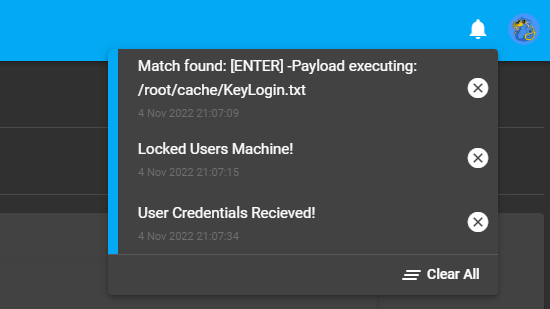 Match found: [ENTER] -Payload executing:
/root/cache/KeyLogin.txt
4 Nov 2022 21:07:09
Locked Users Machine!
4 Nov 2022 21:07:15
User Credentials Recieved!
4 Nov 2022 21:07:34
Clear All